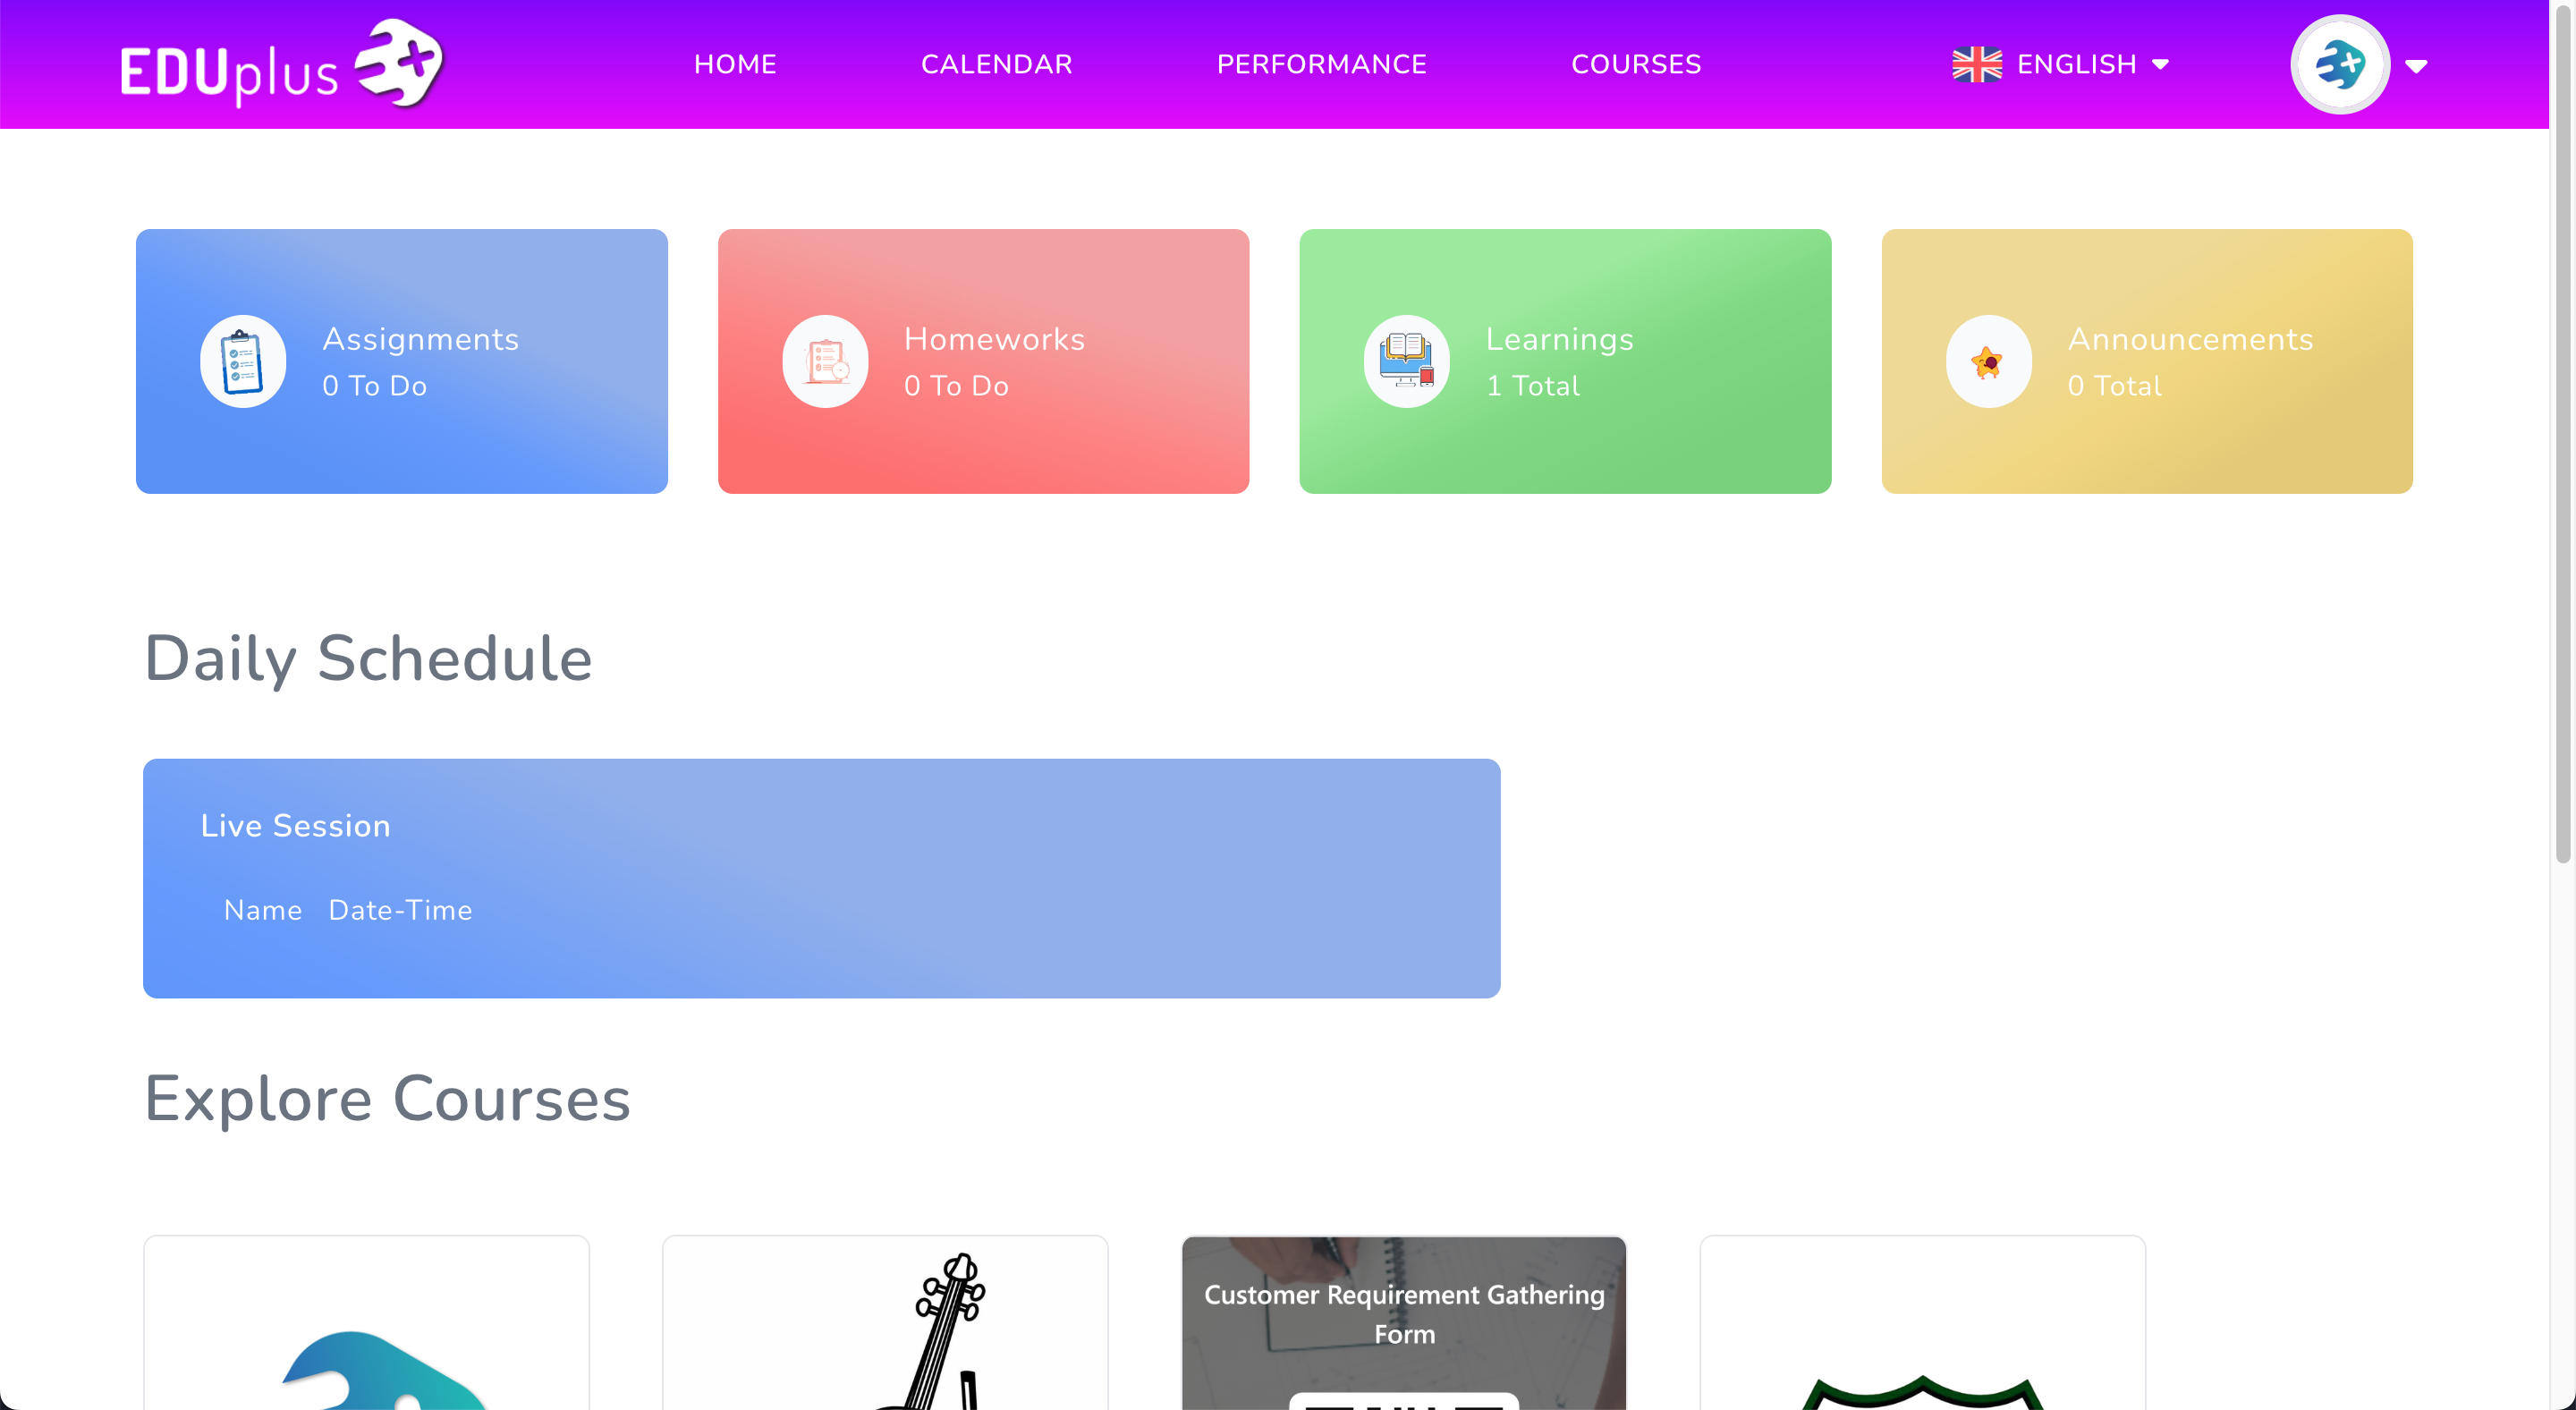 EDUplus
HOME CALENDAR PERFORMANCE COURSES ENGLISH
Assignments
0 To Do
Homeworks
0 To Do
Learnings
1 Total
Announcements
0 Total
Daily Schedule
Live Session
Name Date-Time
Explore Courses
Customer Requirement Gathering
Form